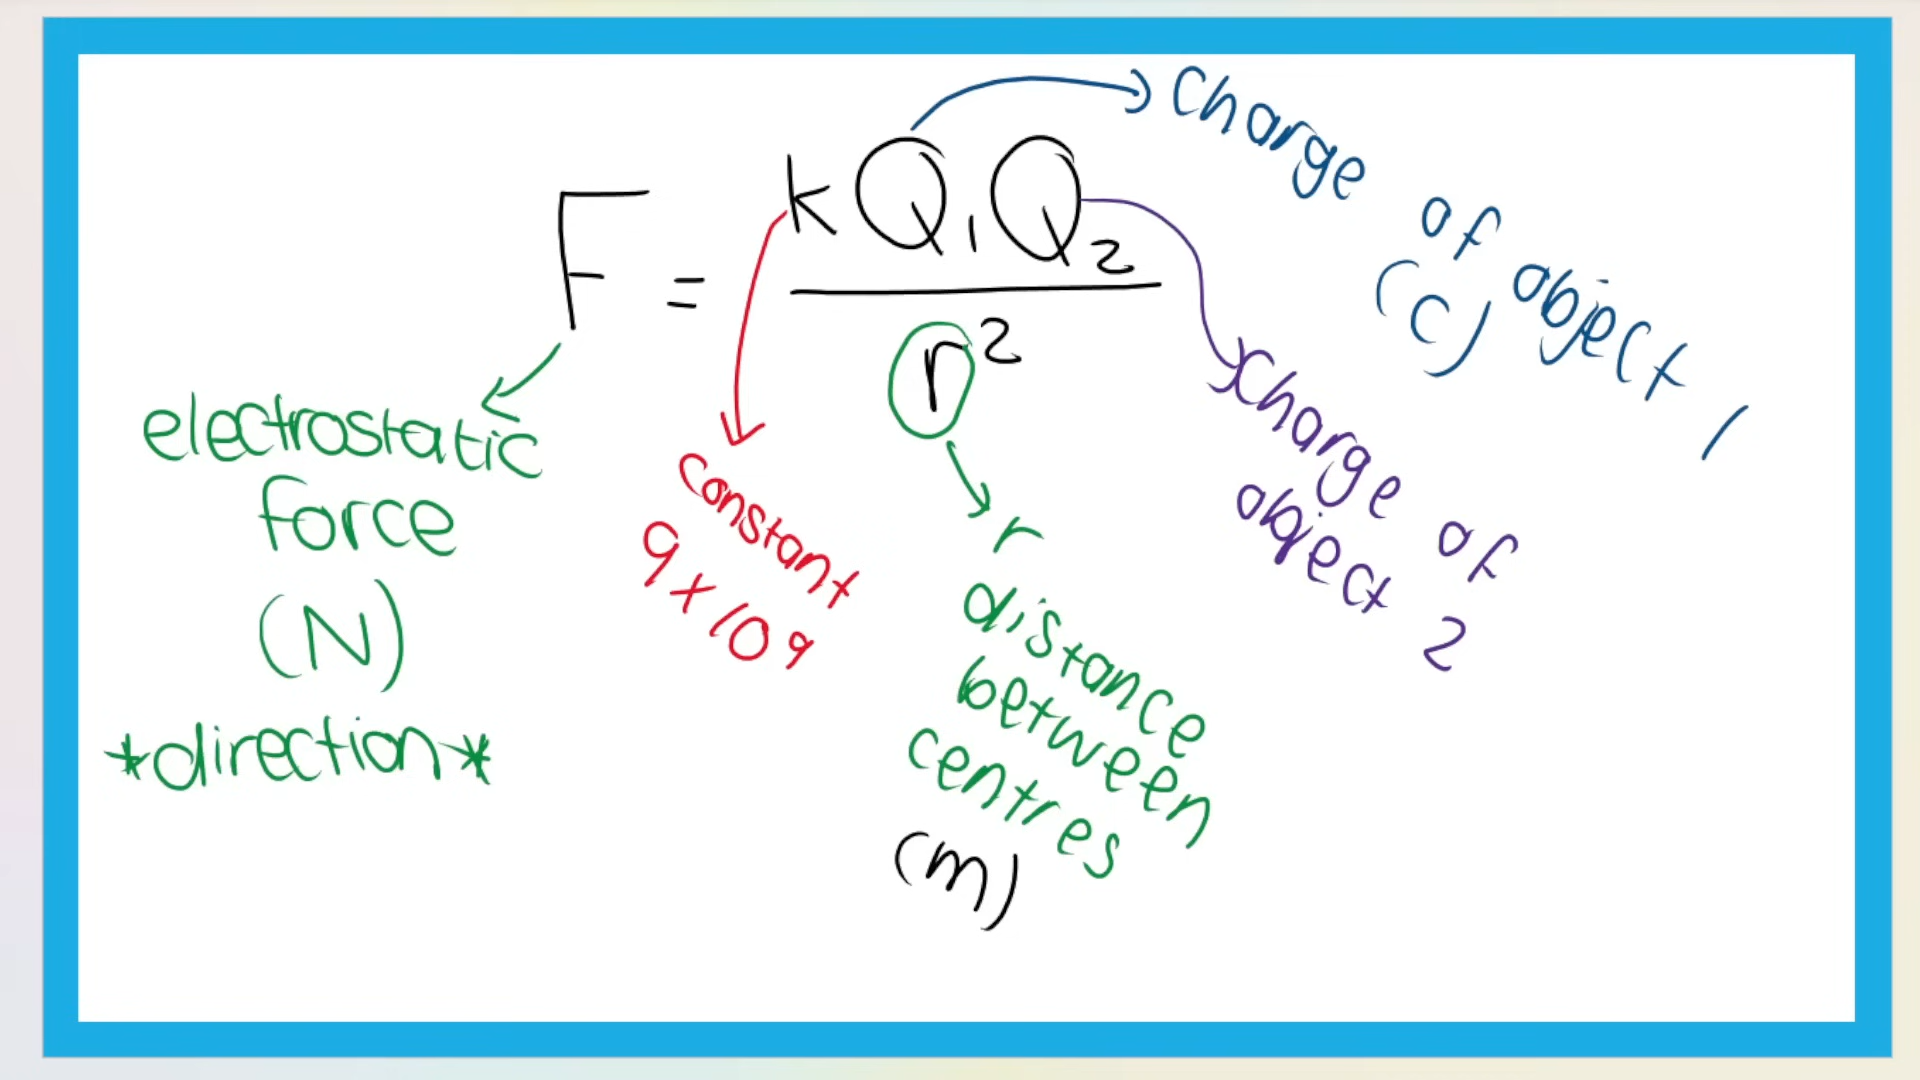 F = kQ₁Q₂
r²
charge of object 1
(C)
charge of
object 2
electrostatic
force
(N)
*direction*
constant
9 x 10⁹
r
distance
between
centres
(m)